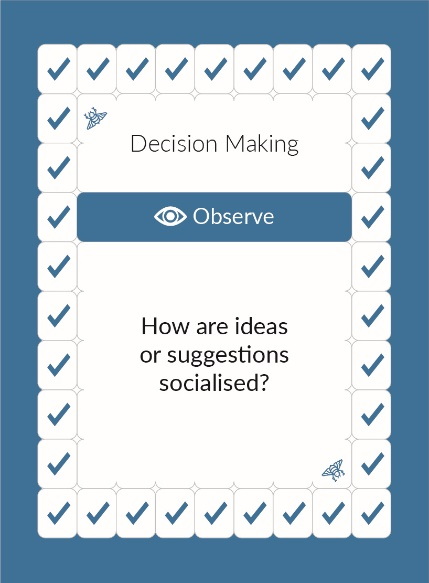 Decision Making
Observe
How are ideas
or suggestions
socialised?